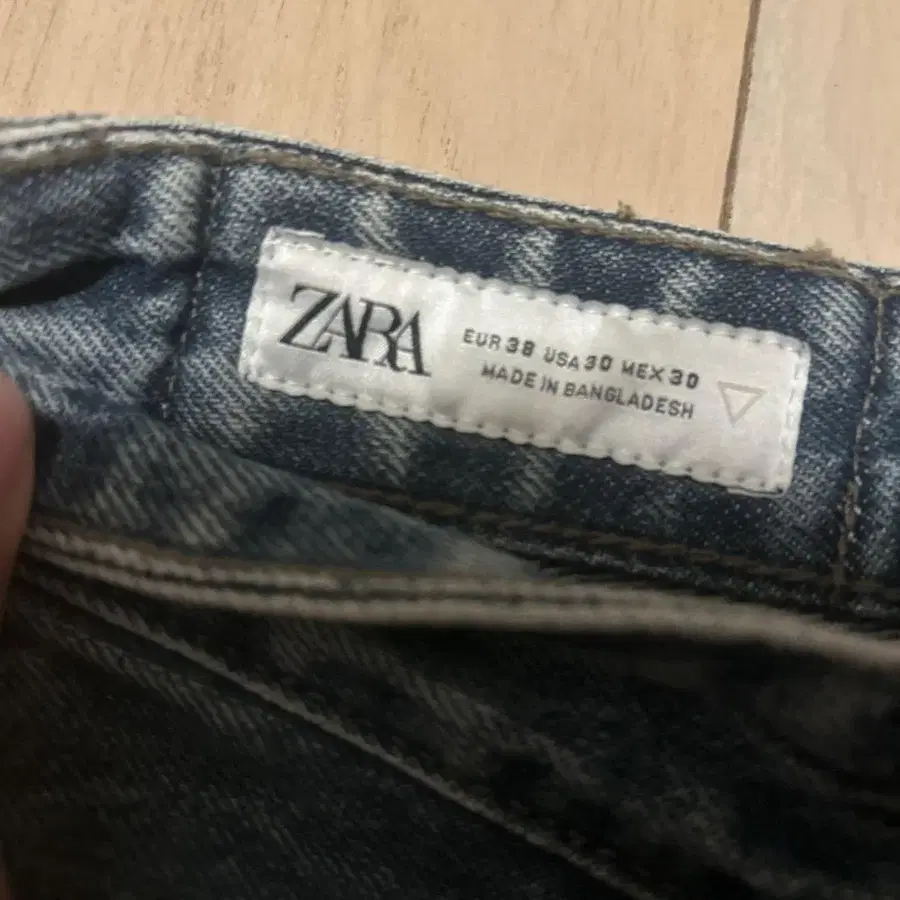 ZARA
EUR 38 USA 30 MEX 30
MADE IN BANGLADESH